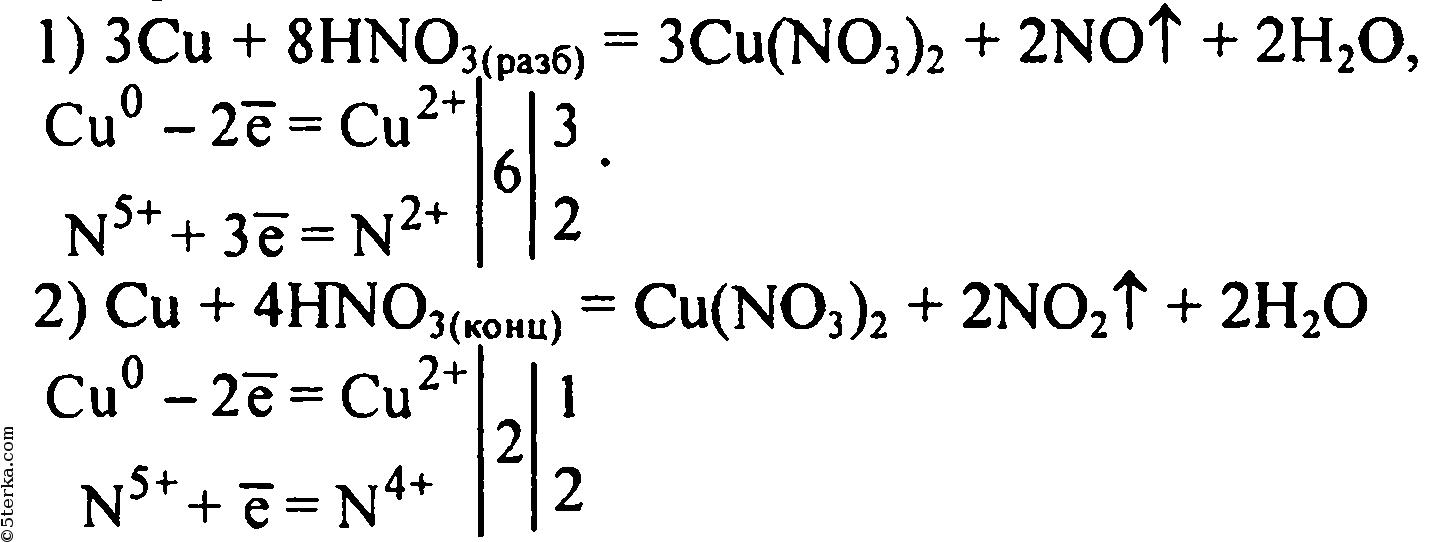 1) 3Cu + 8HNO₃₍разб₎ = 3Cu(NO₃)₂ + 2NO↑ + 2H₂O,
Cu⁰ – 2e̅ = Cu²⁺ | 6 | 3 .
N⁵⁺ + 3e̅ = N²⁺ | | 2
2) Cu + 4HNO₃₍конц₎ = Cu(NO₃)₂ + 2NO₂↑ + 2H₂O
Cu⁰ – 2e̅ = Cu²⁺ | 2 | 1
N⁵⁺ + e̅ = N⁴⁺ | | 2
©5terka.com